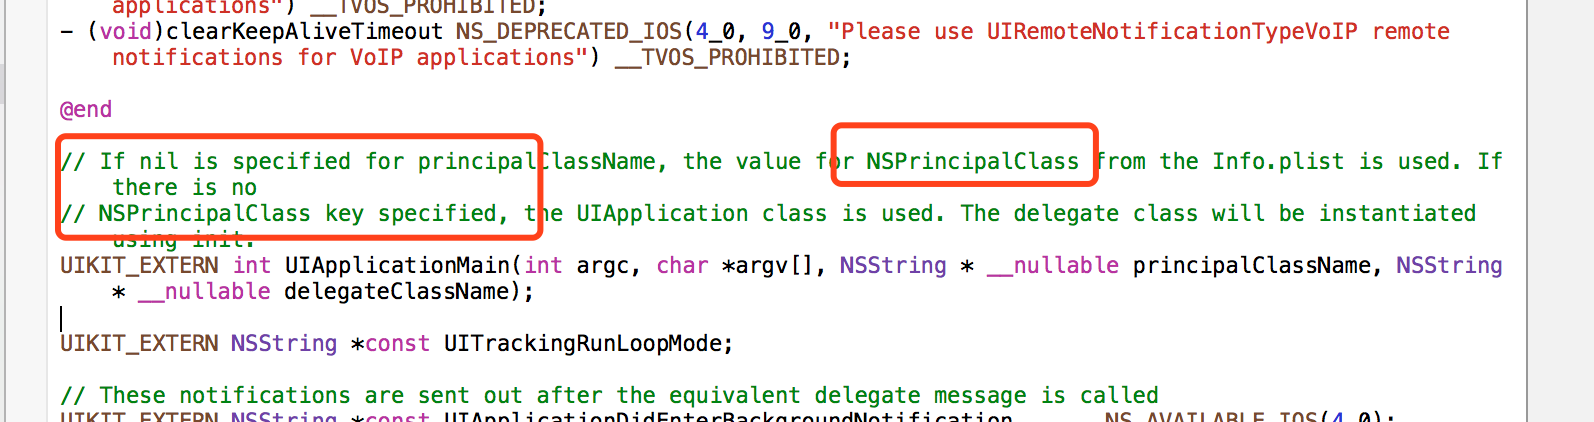 applications") __TVOS_PROHIBITED;
- (void)clearKeepAliveTimeout NS_DEPRECATED_IOS(4_0, 9_0, "Please use UIRemoteNotificationTypeVoIP remote
notifications for VoIP applications") __TVOS_PROHIBITED;
@end
// If nil is specified for principalClassName, the value for NSPrincipalClass from the Info.plist is used. If
there is no
// NSPrincipalClass key specified, the UIApplication class is used. The delegate class will be instantiated
using init.
UIKIT_EXTERN int UIApplicationMain(int argc, char *argv[], NSString * __nullable principalClassName, NSString
* __nullable delegateClassName);
UIKIT_EXTERN NSString *const UITrackingRunLoopMode;
// These notifications are sent out after the equivalent delegate message is called
UIKIT_EXTERN NSString *const UIApplicationDidEnterBackgroundNotification NS_AVAILABLE_IOS(4_0);